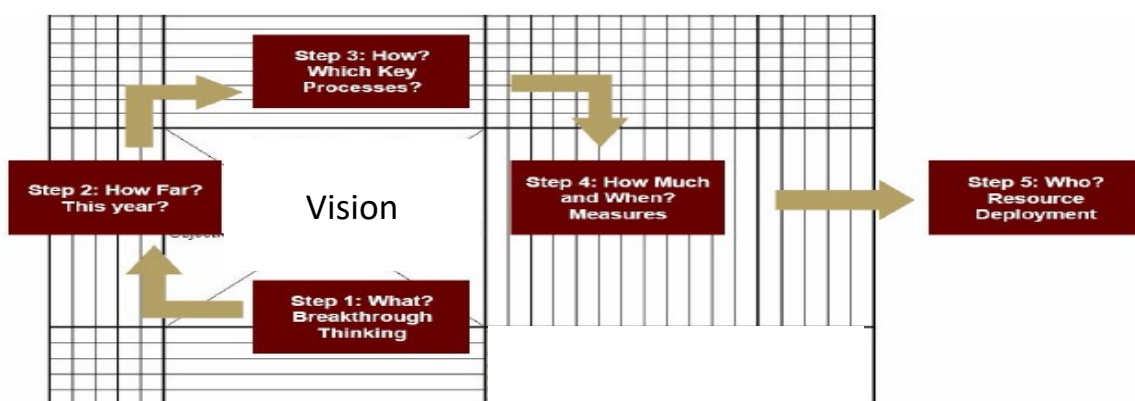 Step 3: How?
Which Key
Processes?
Step 2: How Far?
This year?
Vision
Step 4: How Much
and When?
Measures
Step 5: Who?
Resource
Deployment
Step 1: What?
Breakthrough
Thinking